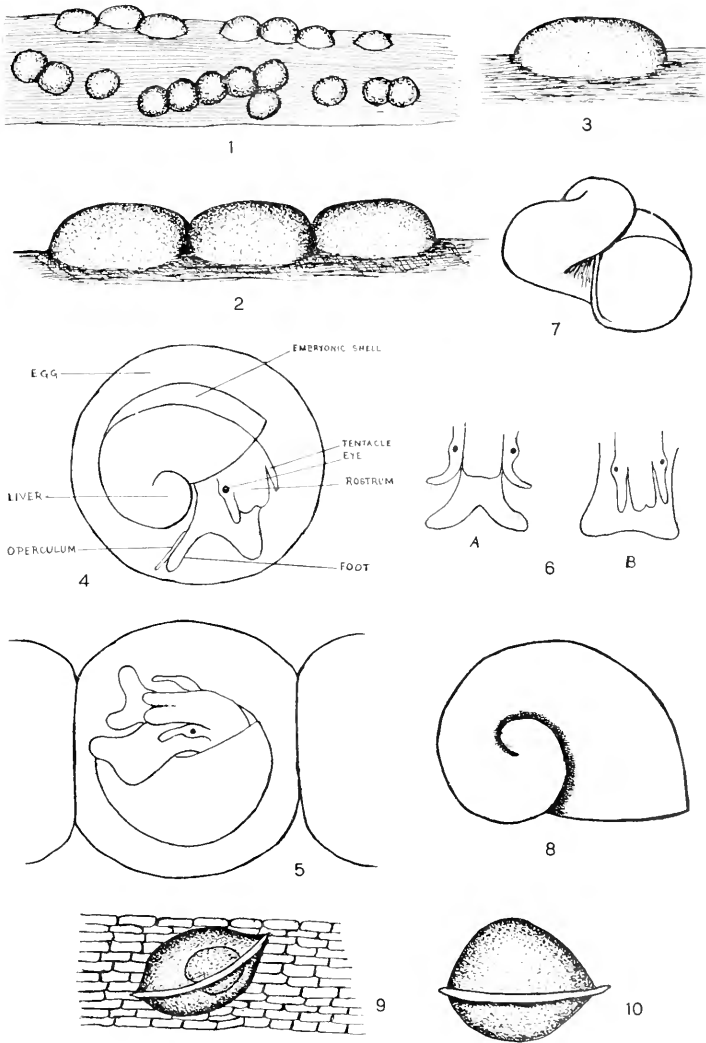 1
3
2
7
EGG
EMBRYONIC SHELL
TENTACLE
EYE
ROSTRUM
LIVER
OPERCULUM
FOOT
4
A
B
6
5
8
9
10